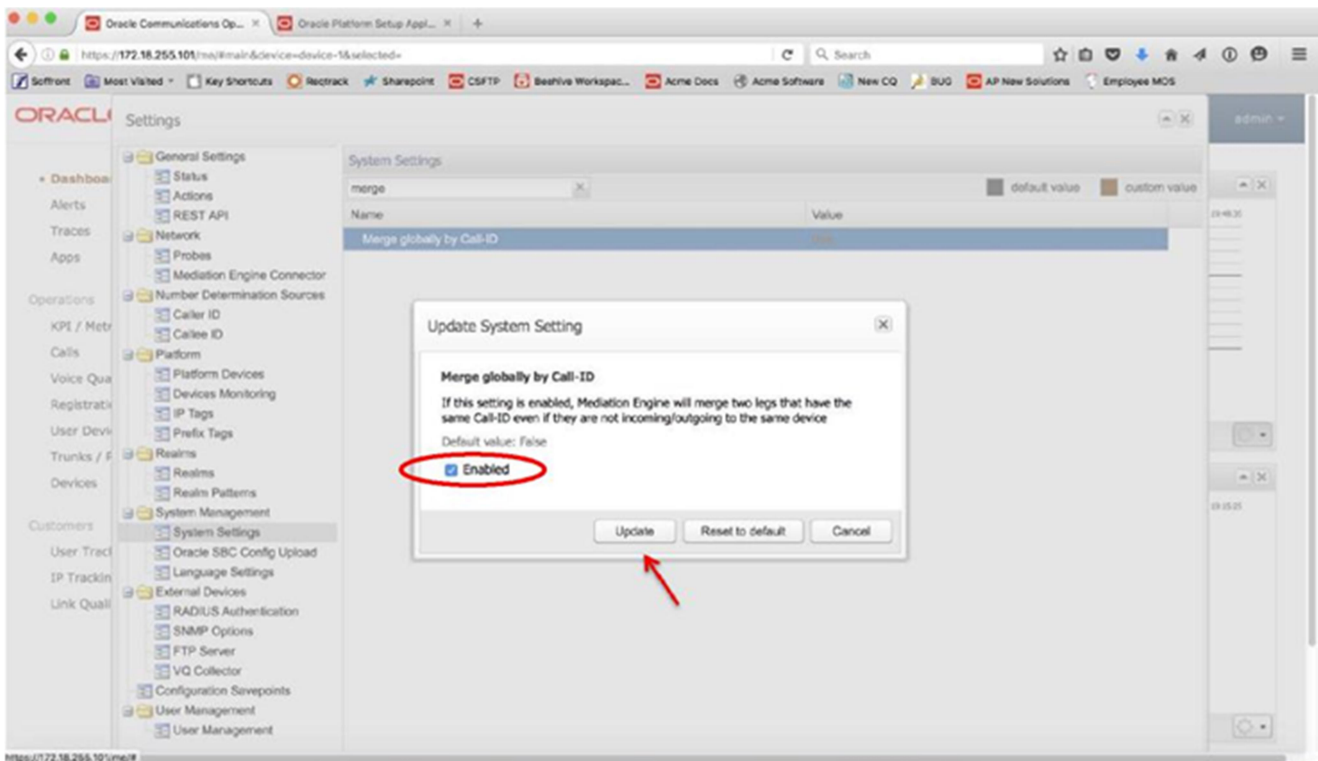 Oracle Communications Op... × Oracle Platform Setup Appl... × +
https://172.18.255.101/me/#main&device=device-1&selected= Search
Soffront Most Visited Key Shortcuts Reqtrack Sharepoint CSFTP Beehive Workspac... Acme Docs Acme Software New CQ BUG AP New Solutions Employee MOS
ORACL Settings admin
General Settings
Status
Actions
REST API
Network
Probes
Mediation Engine Connector
Number Determination Sources
Caller ID
Callee ID
Platform
Platform Devices
Devices Monitoring
IP Tags
Prefix Tags
Realms
Realms
Realm Patterns
System Management
System Settings
Oracle SBC Config Upload
Language Settings
External Devices
RADIUS Authentication
SNMP Options
FTP Server
VQ Collector
Configuration Savepoints
User Management
User Management
Dashboa
Alerts
Traces
Apps
Operations
KPI / Metr
Calls
Voice Qua
Registrati
User Devi
Trunks / P
Devices
Customers
User Track
IP Trackin
Link Quali
System Settings
merge
default value custom value
Name Value
Merge globally by Call-ID
Update System Setting
Merge globally by Call-ID
If this setting is enabled, Mediation Engine will merge two legs that have the
same Call-ID even if they are not incoming/outgoing to the same device
Default value: False
Enabled
Update Reset to default Cancel
https://172.18.255.101/me/#